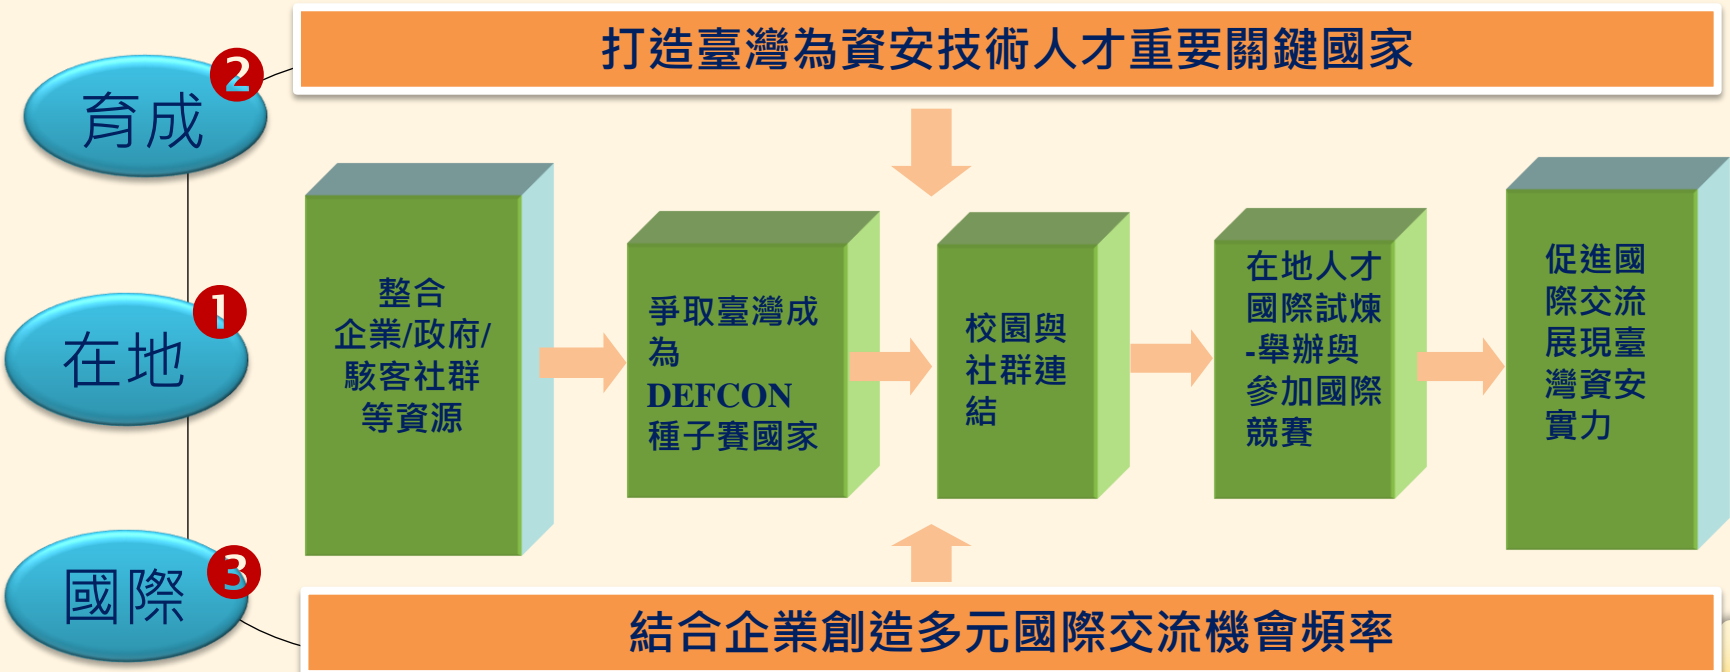 打造臺灣為資安技術人才重要關鍵國家
育成
2
在地
1
國際
3
整合
企業/政府/
駭客社群
等資源
爭取臺灣成
為
DEFCON
種子賽國家
校園與
社群連
結
在地人才
國際試煉
-舉辦與
參加國際
競賽
促進國
際交流
展現臺
灣資安
實力
結合企業創造多元國際交流機會頻率